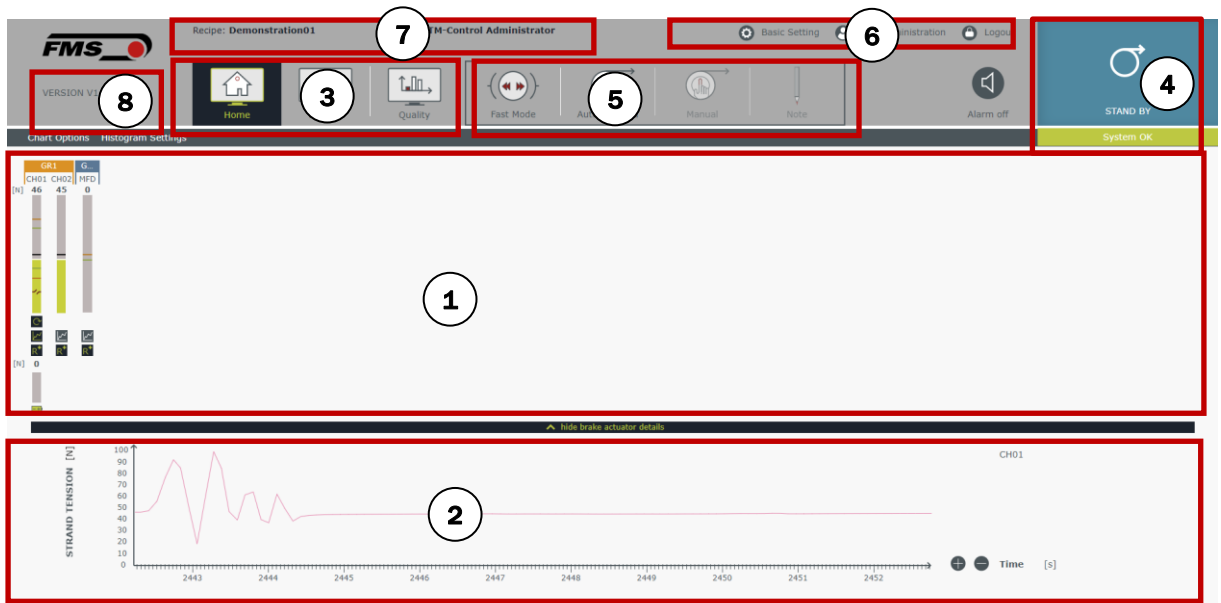 Recipe: Demonstration01
TM-Control Administrator
7
Basic Setting
6
Logou
FMS
VERSION V1
8
Home
3
Quality
Fast Mode
5
Manual
Note
Alarm off
4
STAND BY
Chart Options Histogram Settings
System OK
GR1 G...
CH01 CH02 MFD
[N] 46 45 0
1
R R R
[N] 0
hide brake actuator details
STRAND TENSION [N]
100
90
80
70
60
50
40
30
20
10
0
CH01
2
2443 2444 2445 2446 2447 2448 2449 2450 2451 2452
Time [s]